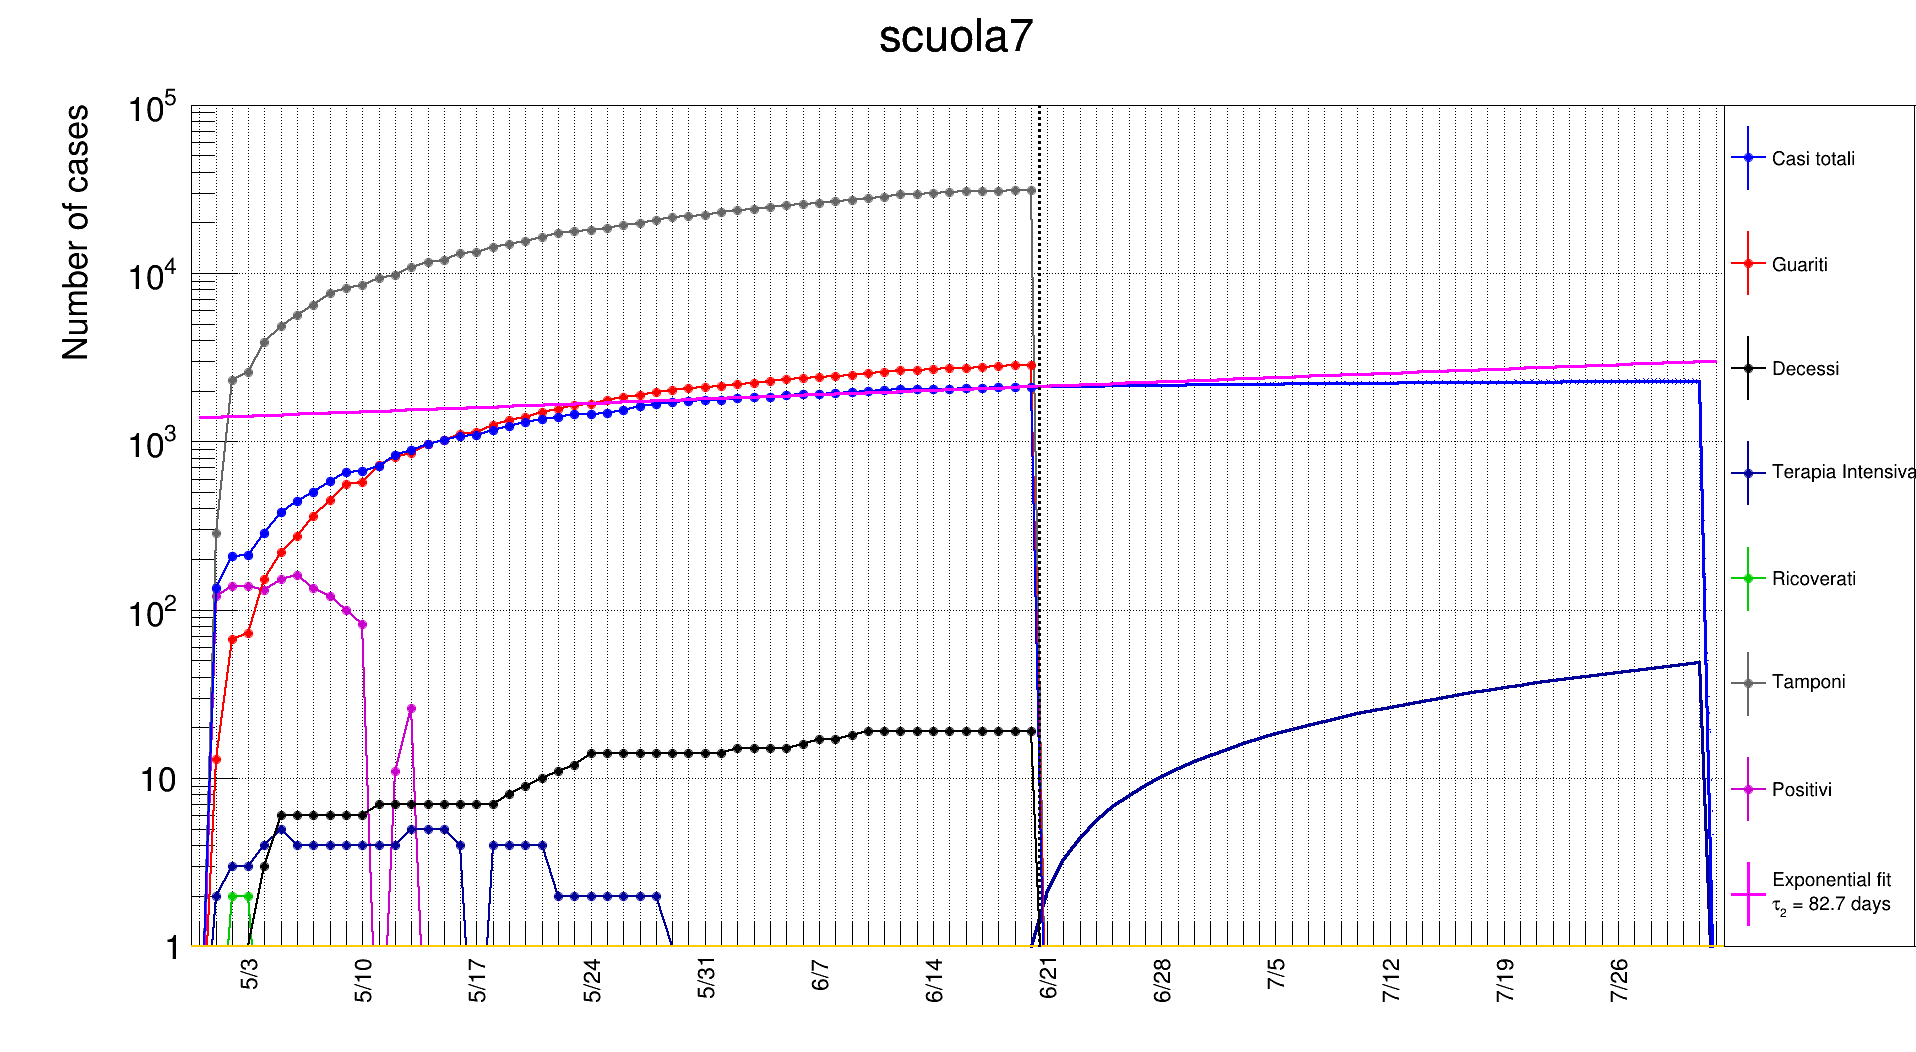 scuola7
Number of cases
10^5
10^4
10^3
10^2
10
1
5/3
5/10
5/17
5/24
5/31
6/7
6/14
6/21
6/28
7/5
7/12
7/19
7/26
Casi totali
Guariti
Decessi
Terapia Intensiva
Ricoverati
Tamponi
Positivi
Exponential fit
τ_2 = 82.7 days